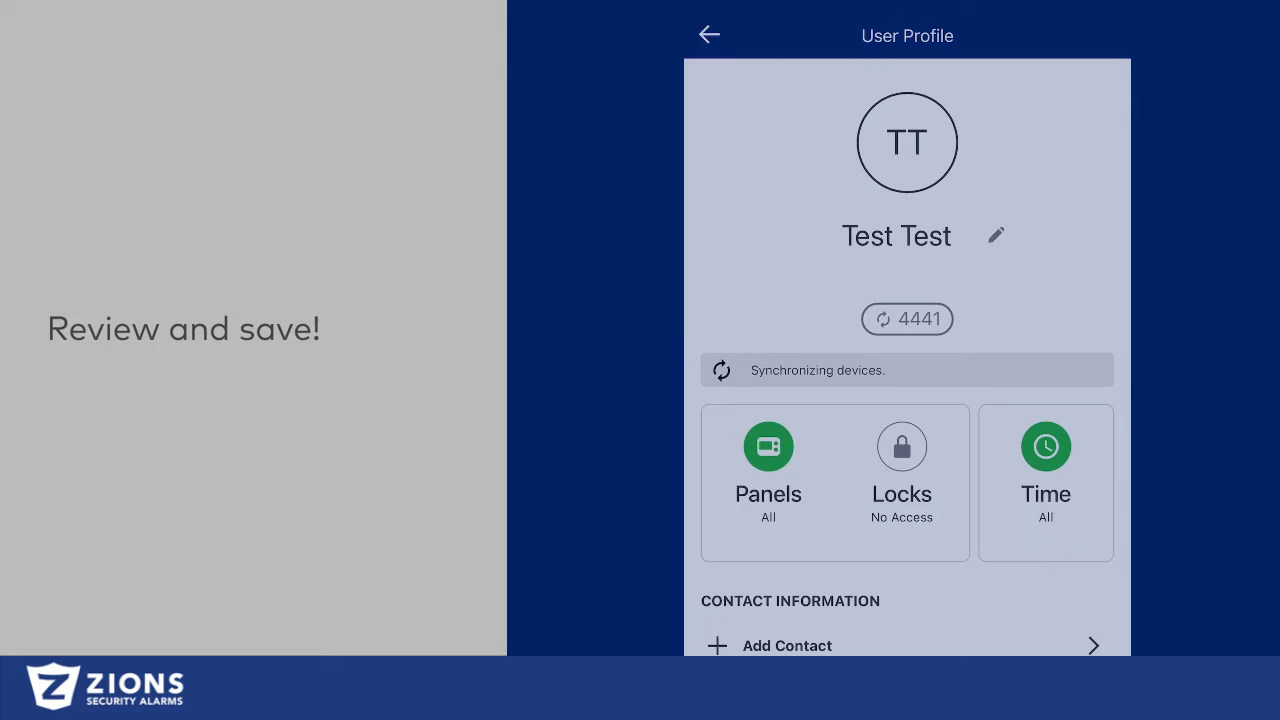 User Profile
TT
Test Test
4441
Synchronizing devices.
Panels
All
Locks
No Access
Time
All
CONTACT INFORMATION
Add Contact
Review and save!
Z ZIONS
SECURITY ALARMS